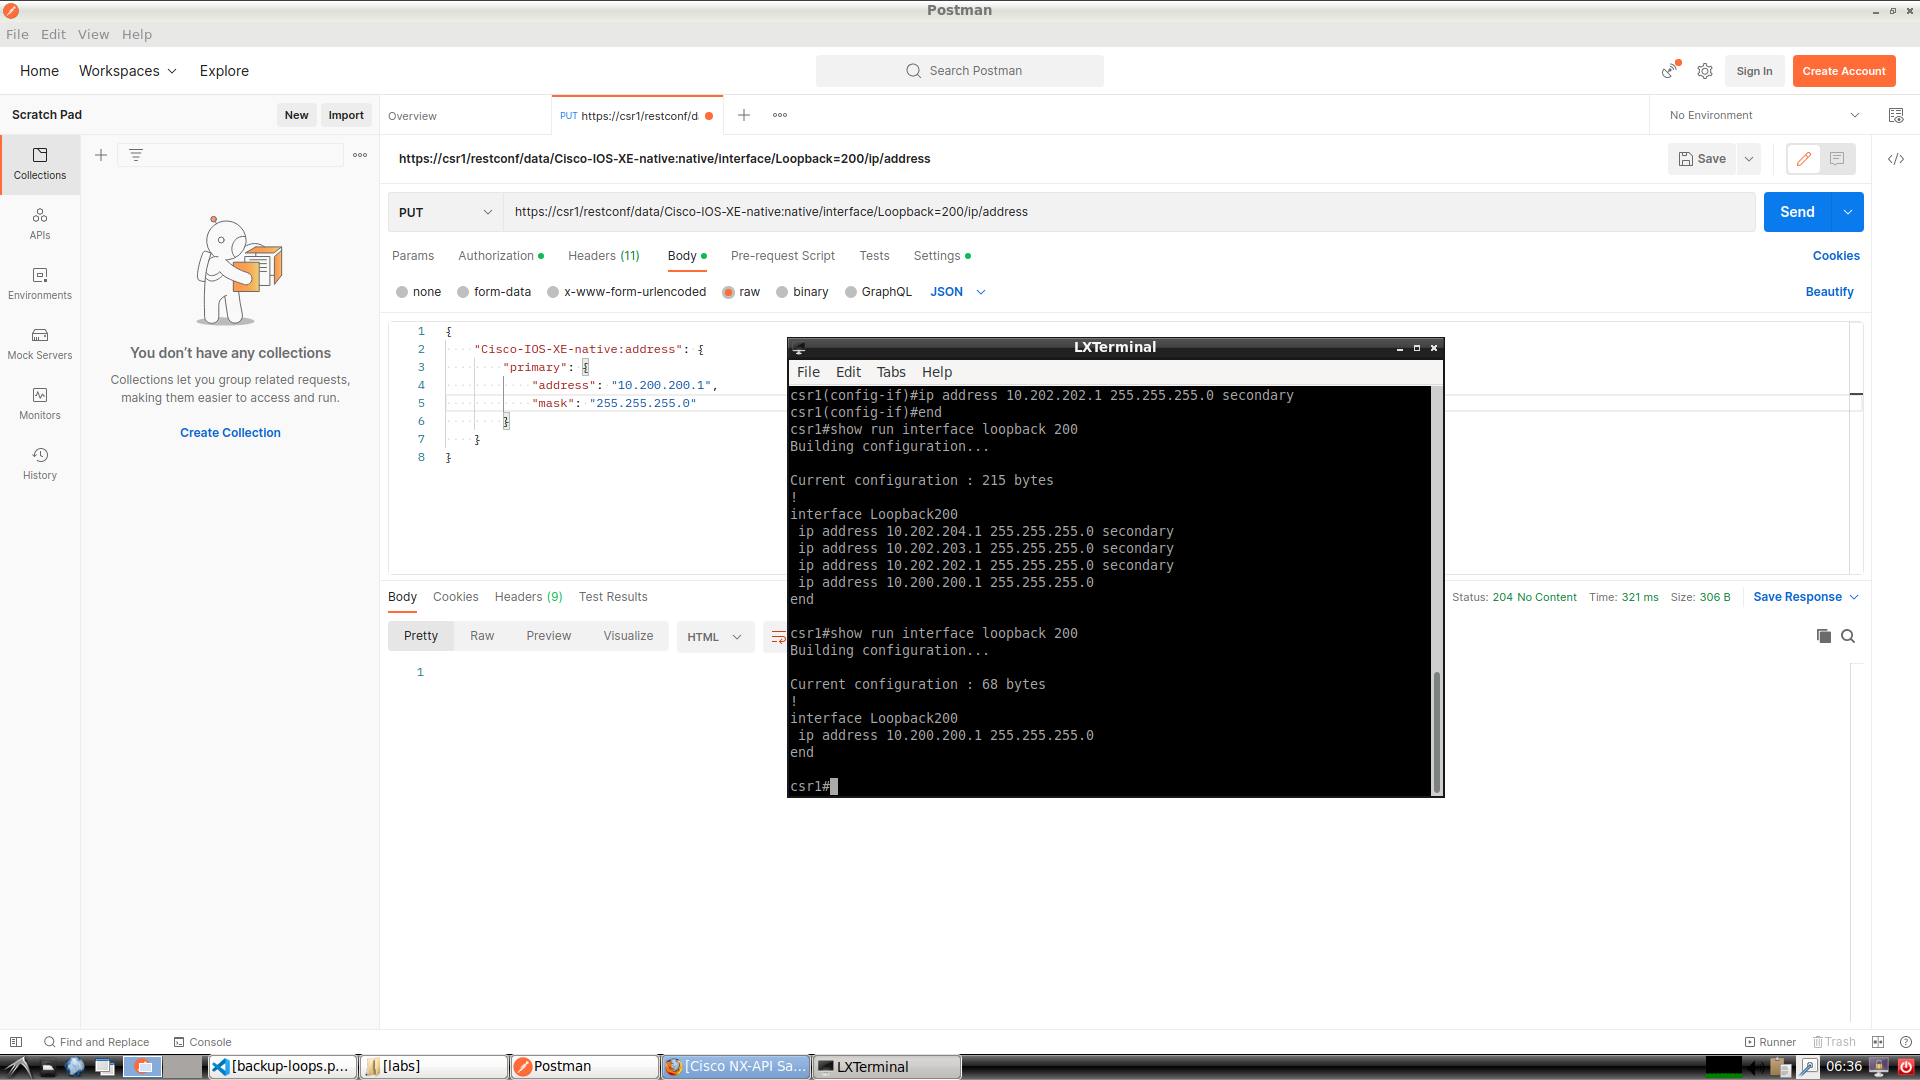 Postman
File Edit View Help
Home Workspaces Explore
Search Postman
Sign In
Create Account
Scratch Pad
New
Import
Overview
PUT https://csr1/restconf/d
No Environment
Collections
APIs
Environments
Mock Servers
Monitors
History
You don't have any collections
Collections let you group related requests,
making them easier to access and run.
Create Collection
https://csr1/restconf/data/Cisco-IOS-XE-native:native/interface/Loopback=200/ip/address
Save
PUT
https://csr1/restconf/data/Cisco-IOS-XE-native:native/interface/Loopback=200/ip/address
Send
Params Authorization Headers (11) Body Pre-request Script Tests Settings Cookies
none form-data x-www-form-urlencoded raw binary GraphQL JSON Beautify
1 {
2 "Cisco-IOS-XE-native:address": {
3 "primary": {
4 "address": "10.200.200.1",
5 "mask": "255.255.255.0"
6 }
7 }
8 }
LXTerminal
File Edit Tabs Help
csr1(config-if)#ip address 10.202.202.1 255.255.255.0 secondary
csr1(config-if)#end
csr1#show run interface loopback 200
Building configuration...
Current configuration : 215 bytes
!
interface Loopback200
ip address 10.202.204.1 255.255.255.0 secondary
ip address 10.202.203.1 255.255.255.0 secondary
ip address 10.202.202.1 255.255.255.0 secondary
ip address 10.200.200.1 255.255.255.0
end
csr1#show run interface loopback 200
Building configuration...
Current configuration : 68 bytes
!
interface Loopback200
ip address 10.200.200.1 255.255.255.0
end
csr1#
Body Cookies Headers (9) Test Results
Status: 204 No Content Time: 321 ms Size: 306 B Save Response
Pretty Raw Preview Visualize HTML
1
Find and Replace Console
Runner Trash
[backup-loops.p...
[labs]
Postman
[Cisco NX-API Sa...
LXTerminal
06:36